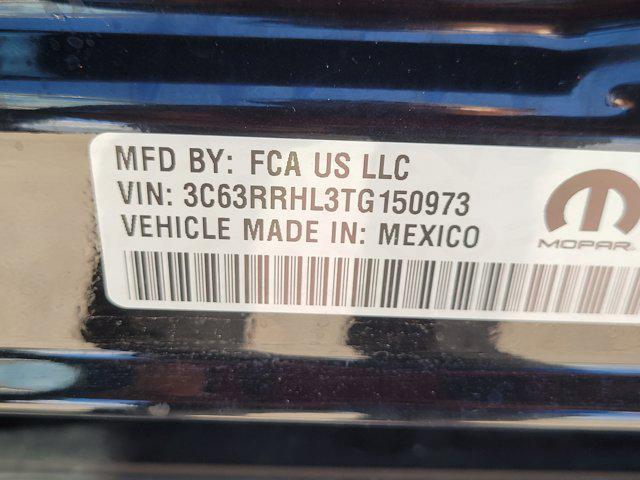 MFD BY: FCA US LLC
VIN: 3C63RRHL3TG150973
VEHICLE MADE IN: MEXICO
MOPAR